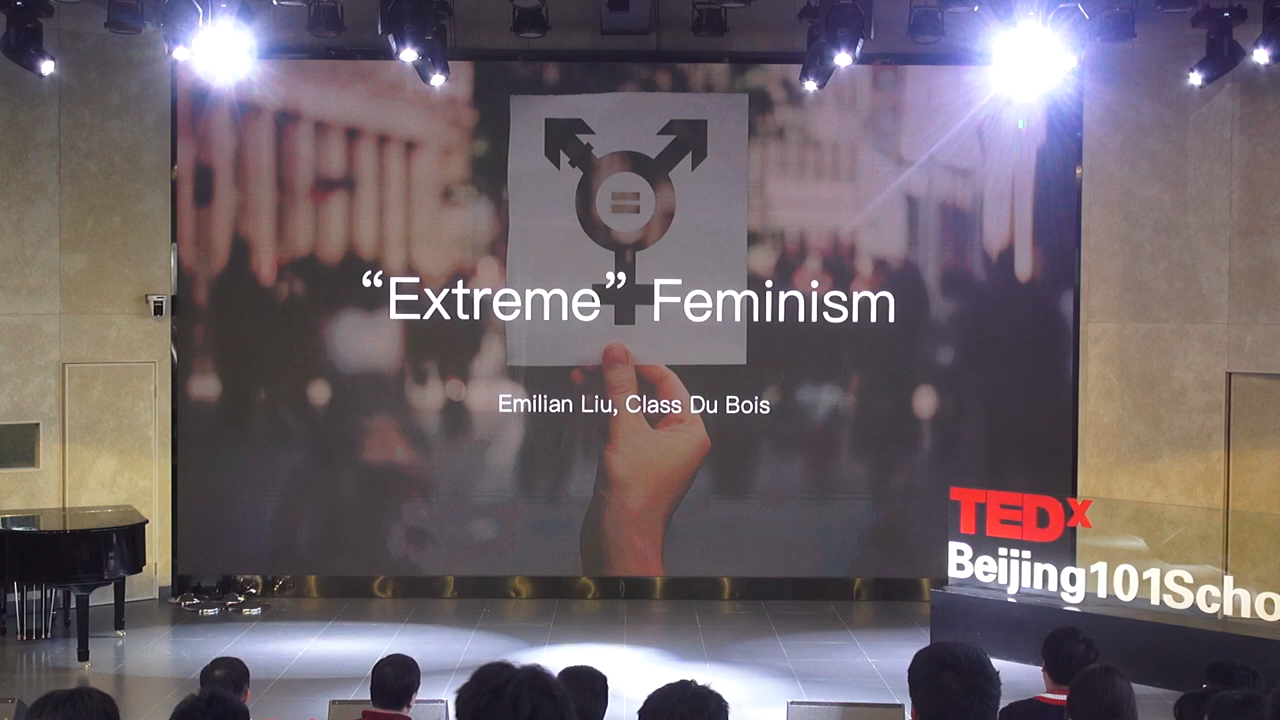 “Extreme” Feminism
Emilian Liu, Class Du Bois
TEDx
Beijing101Scho